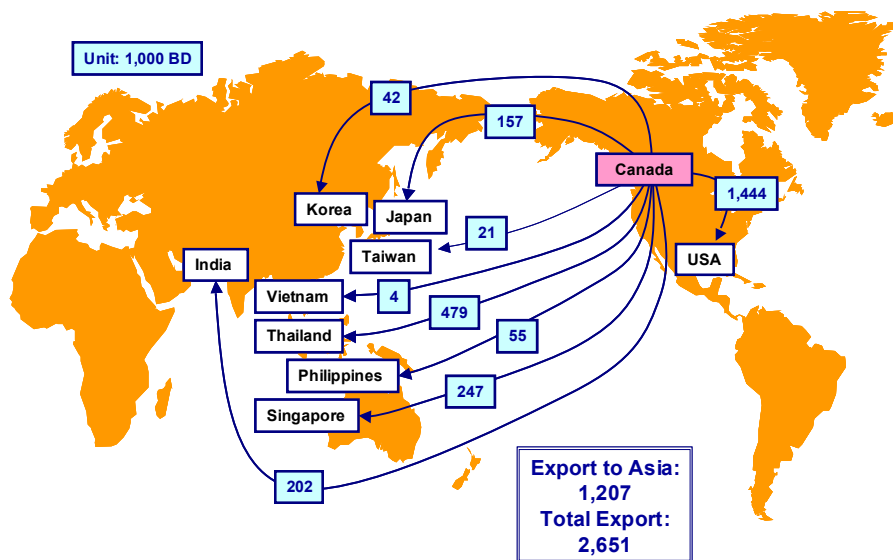 Unit: 1,000 BD
42
157
Canada
1,444
Korea
Japan
21
Taiwan
USA
India
Vietnam
4
479
Thailand
55
Philippines
247
Singapore
202
Export to Asia:
1,207
Total Export:
2,651